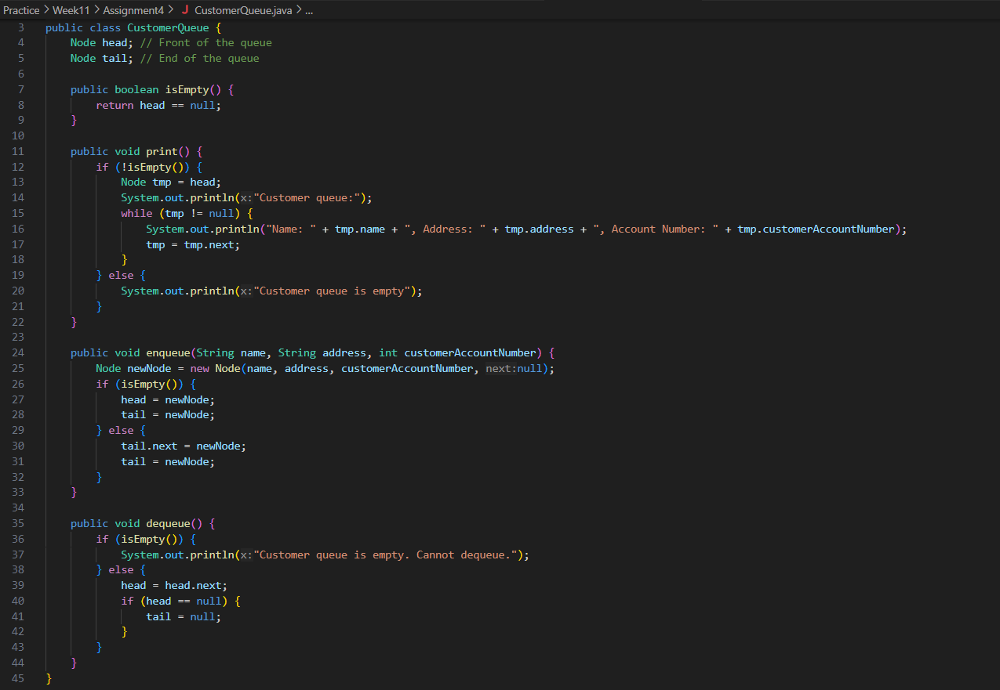 Practice > Week11 > Assignment4 > J CustomerQueue.java > ...
3 public class CustomerQueue {
4 Node head; // Front of the queue
5 Node tail; // End of the queue
6
7 public boolean isEmpty() {
8 return head == null;
9 }
10
11 public void print() {
12 if (!isEmpty()) {
13 Node tmp = head;
14 System.out.println(x:"Customer queue:");
15 while (tmp != null) {
16 System.out.println("Name: " + tmp.name + ", Address: " + tmp.address + ", Account Number: " + tmp.customerAccountNumber);
17 tmp = tmp.next;
18 }
19 } else {
20 System.out.println(x:"Customer queue is empty");
21 }
22 }
23
24 public void enqueue(String name, String address, int customerAccountNumber) {
25 Node newNode = new Node(name, address, customerAccountNumber, next:null);
26 if (isEmpty()) {
27 head = newNode;
28 tail = newNode;
29 } else {
30 tail.next = newNode;
31 tail = newNode;
32 }
33 }
34
35 public void dequeue() {
36 if (isEmpty()) {
37 System.out.println(x:"Customer queue is empty. Cannot dequeue.");
38 } else {
39 head = head.next;
40 if (head == null) {
41 tail = null;
42 }
43 }
44 }
45 }